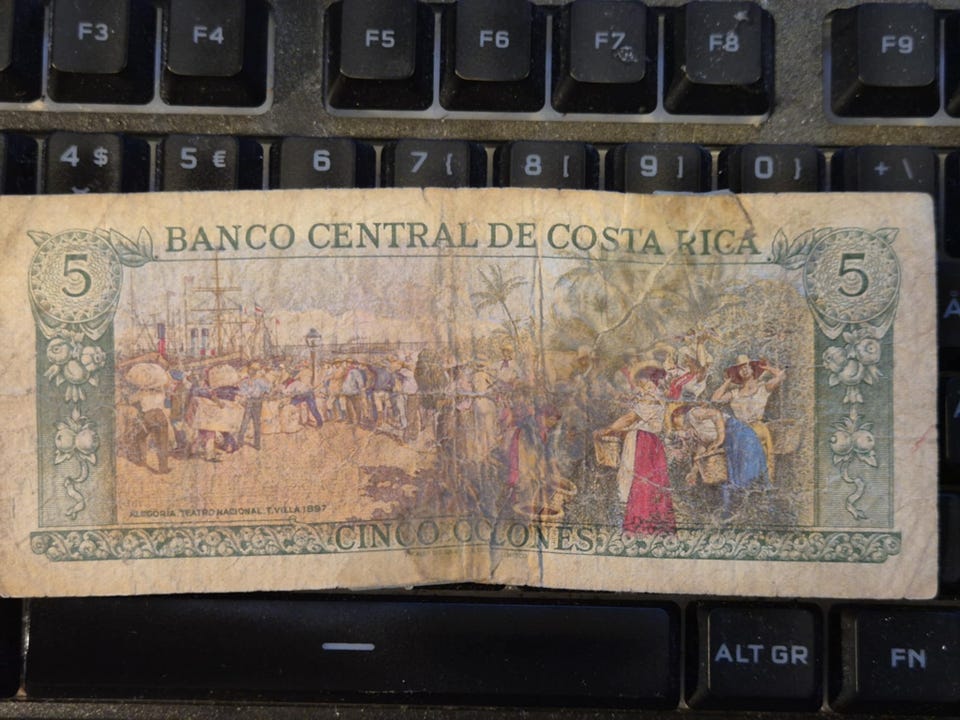 F3 F4 F5 F6 F7 F8 F9
4 $ 5 € 6 7 { 8 [ 9 ] 0 } + \
BANCO CENTRAL DE COSTA RICA
5 5
ALEGORIA TEATRO NACIONAL T. VILLA 1897
CINCO COLONES
ALT GR FN